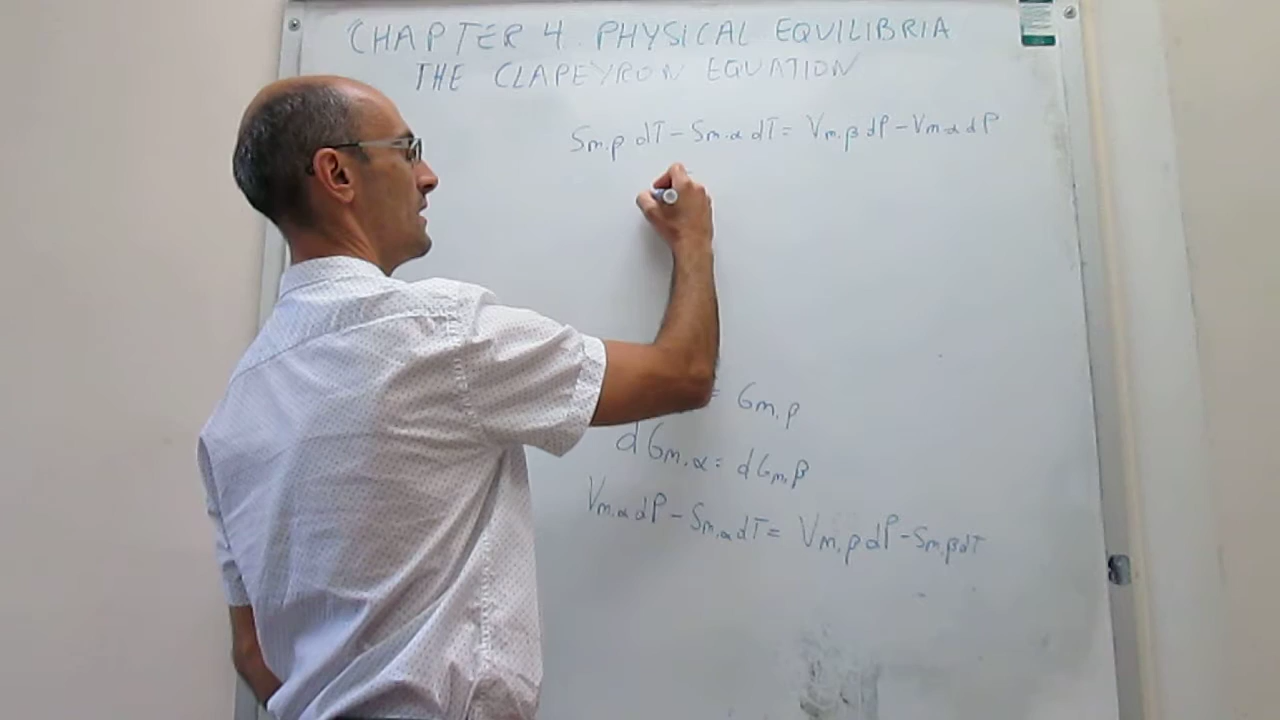 CHAPTER 4. PHYSICAL EQUILIBRIA
THE CLAPEYRON EQUATION
Sm,β dT - Sm,α dT = Vm,β dP - Vm,α dP
= Gm,β
dGm,α = dGm,β
Vm,α dP - Sm,α dT = Vm,β dP - Sm,β dT